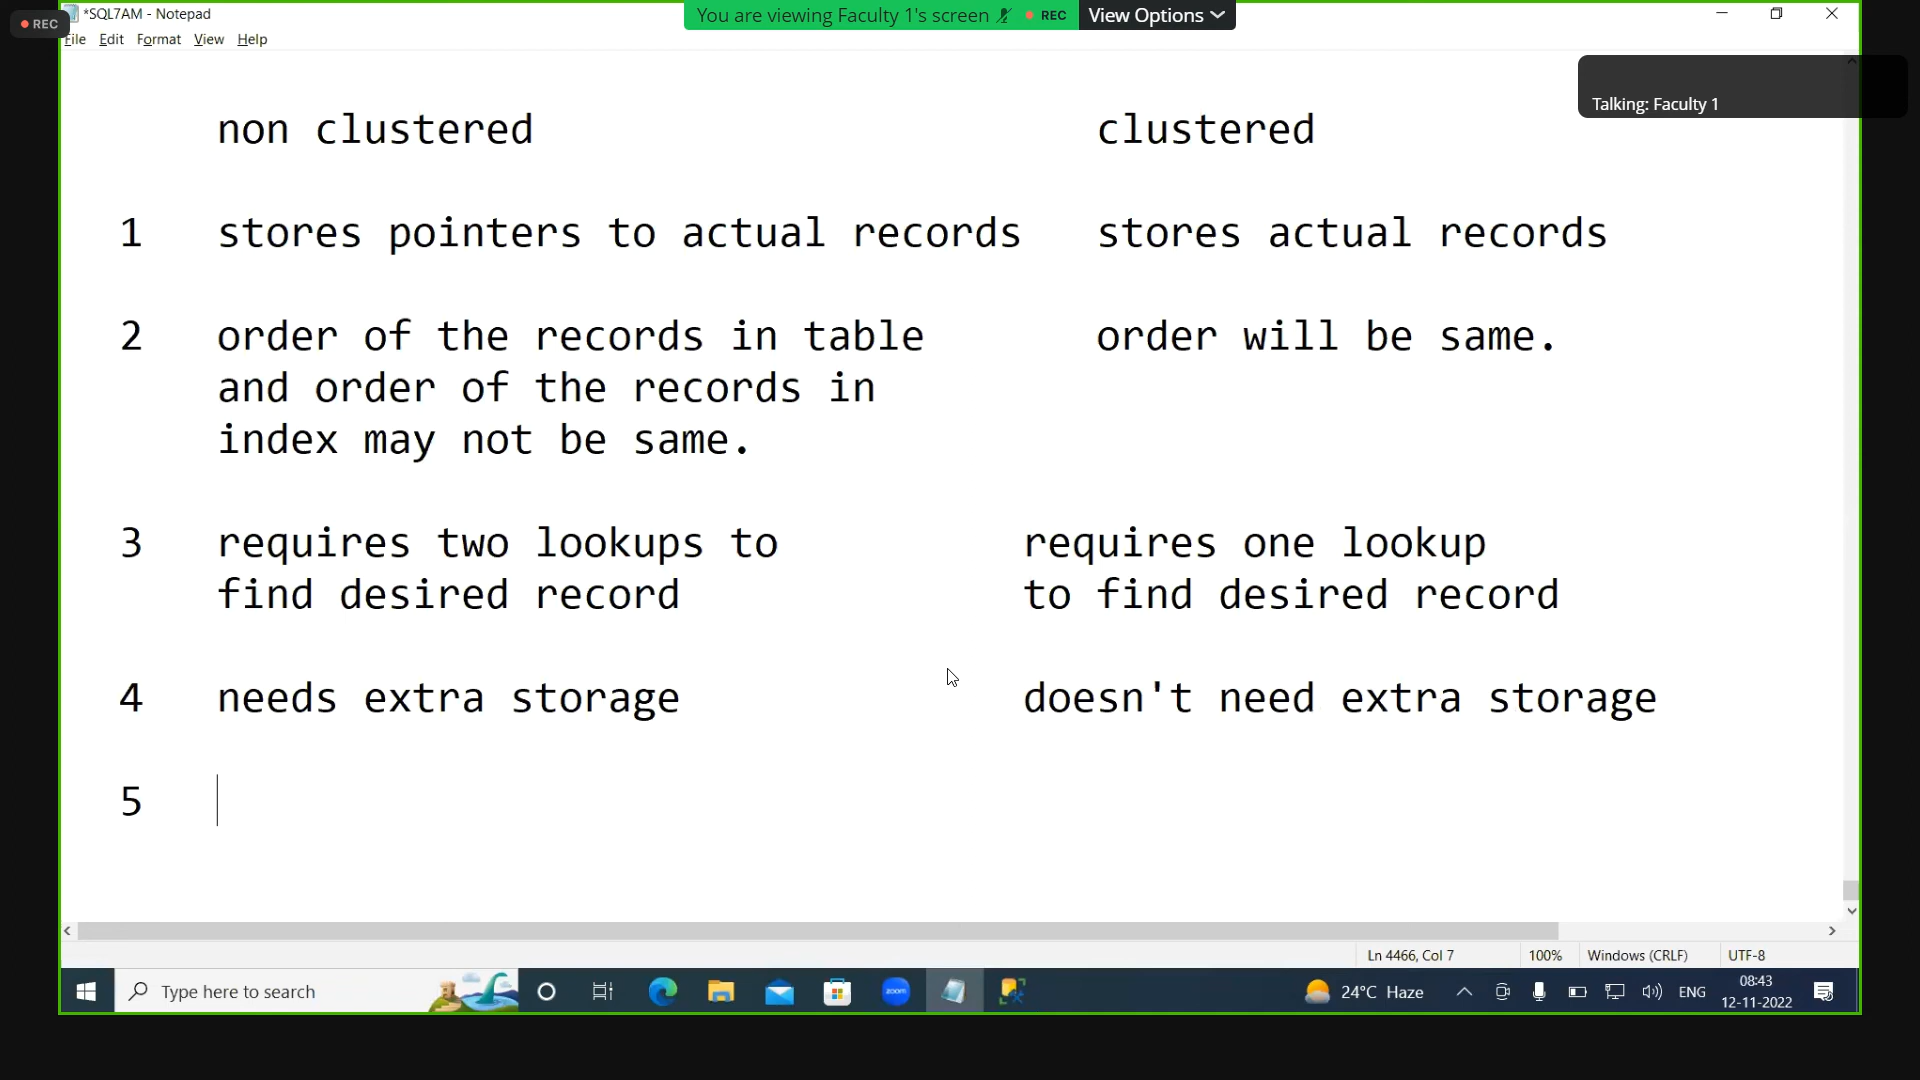 REC
*SQL7AM - Notepad
You are viewing Faculty 1's screen
REC
View Options
File Edit Format View Help
Talking: Faculty 1
non clustered clustered
1 stores pointers to actual records stores actual records
2 order of the records in table order will be same.
and order of the records in
index may not be same.
3 requires two lookups to requires one lookup
find desired record to find desired record
4 needs extra storage doesn't need extra storage
5
Ln 4466, Col 7 100% Windows (CRLF) UTF-8
Type here to search
zoom
24°C Haze
ENG
08:43
12-11-2022